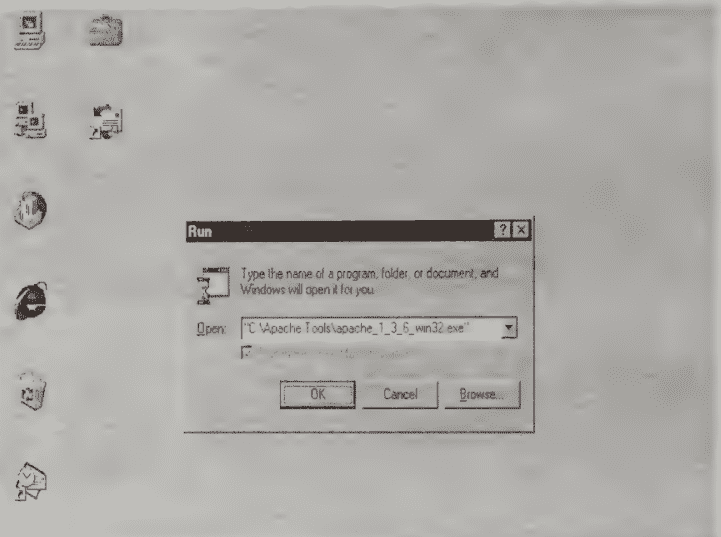 Run
Type the name of a program, folder, or document, and
Windows will open it for you.
Open: "C:\Apache Tools\apache_1_3_6_win32.exe"
OK Cancel Browse...